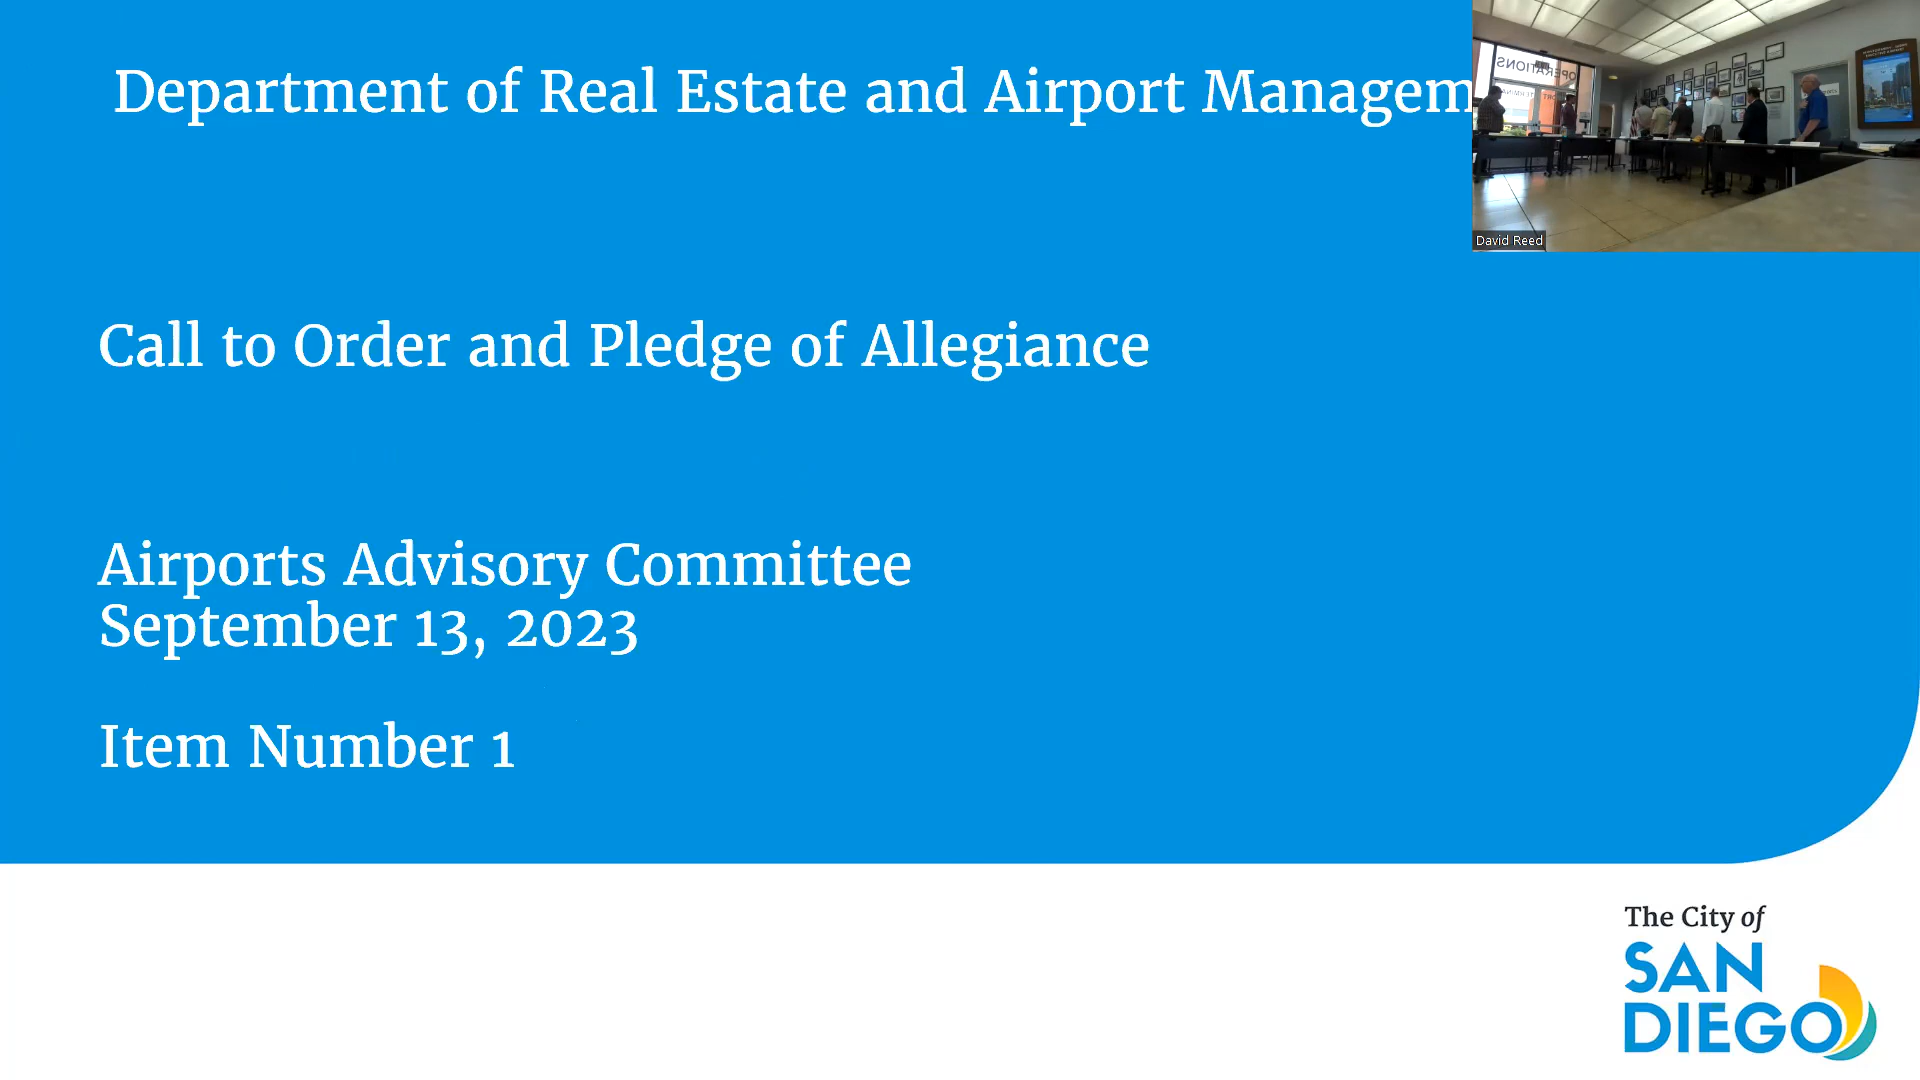 Department of Real Estate and Airport Managem
OPERATIONS
David Reed
Call to Order and Pledge of Allegiance
Airports Advisory Committee
September 13, 2023
Item Number 1
The City of
SAN
DIEGO